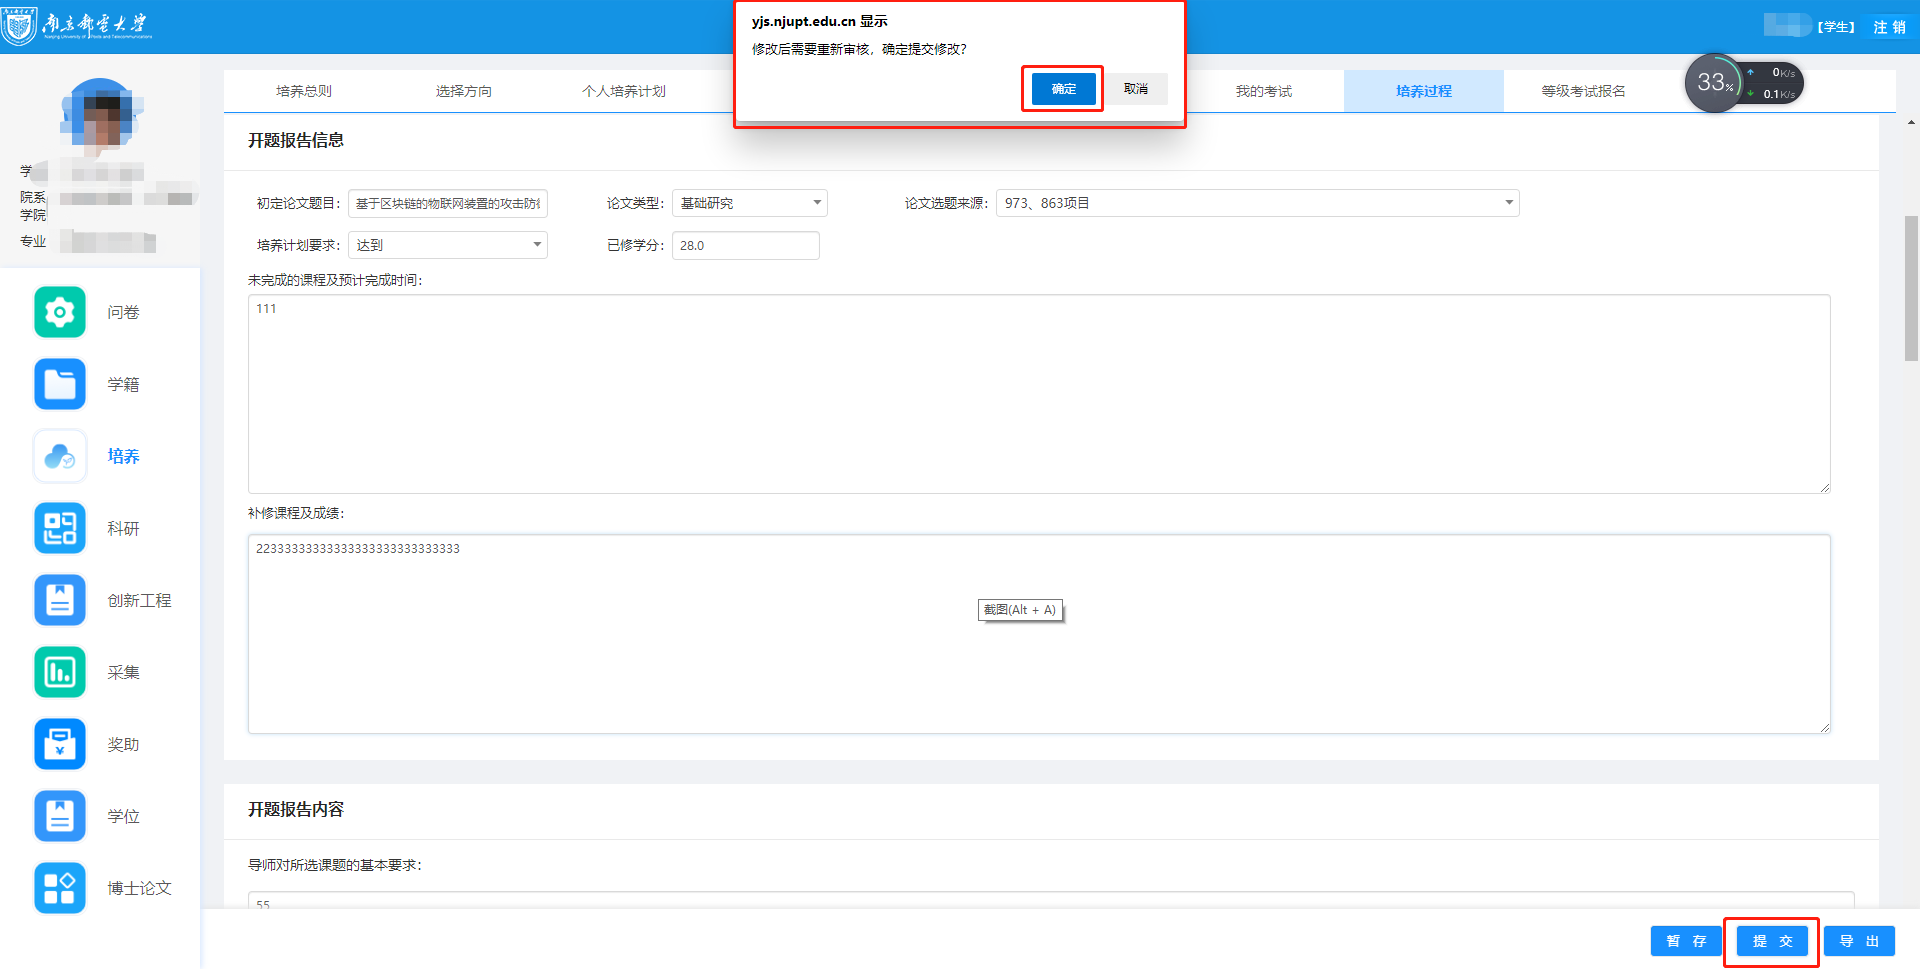 南京邮电大学
Nanjing University of Posts and Telecommunications
yjs.njupt.edu.cn 显示
修改后需要重新审核，确定提交修改?
确定
取消
【学生】
注 销
33%
0K/s
0.1K/s
培养总则
选择方向
个人培养计划
我的考试
培养过程
等级考试报名
学
院系
学院
专业
问卷
学籍
培养
科研
创新工程
采集
奖助
学位
博士论文
开题报告信息
初定论文题目：
基于区块链的物联网装置的攻击防
论文类型：
基础研究
论文选题来源：
973、863项目
培养计划要求：
达到
已修学分：
28.0
未完成的课程及预计完成时间：
111
补修课程及成绩：
截图(Alt + A)
开题报告内容
导师对所选课题的基本要求：
55
暂 存
提 交
导 出